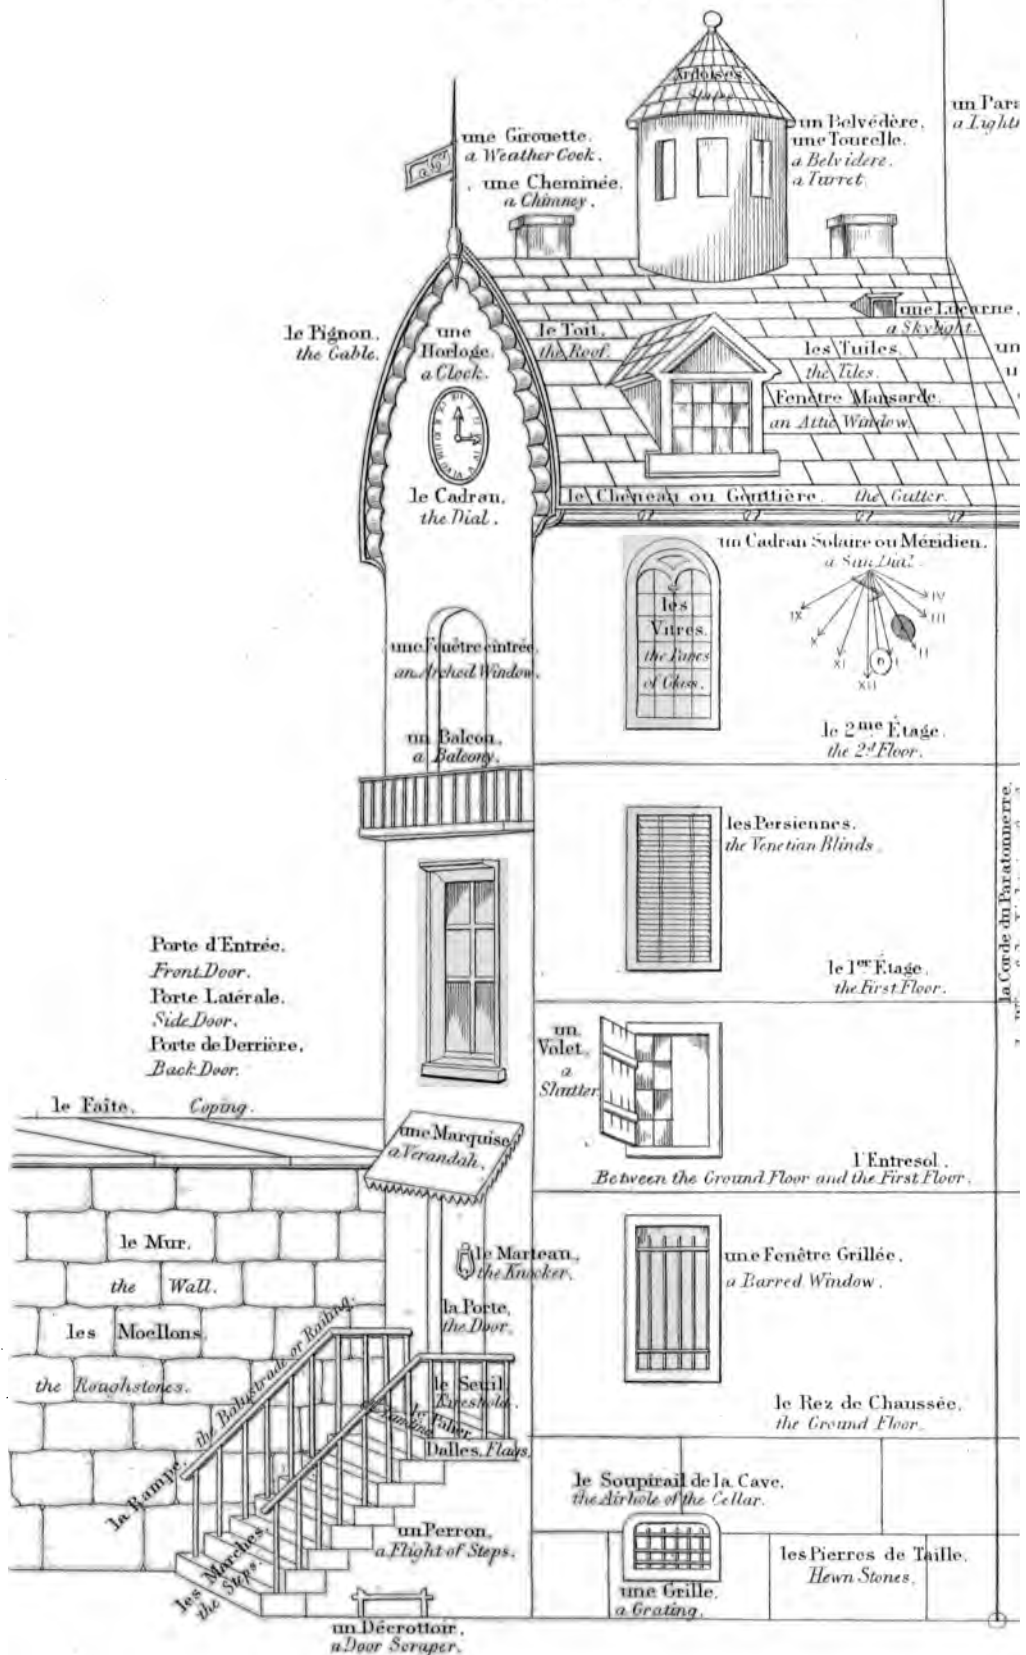 Ardoises.
Slates
un Para
a Light
un Belvédère.
une Tourelle.
a Belvidere.
a Turret.
une Girouette.
a Weather Cock.
une Cheminée.
a Chimney.
le Pignon.
the Gable.
une
Horloge.
a Clock.
le Toit.
the Roof.
une Lucarne.
a Skylight.
les Tuiles.
the Tiles.
un
Fenêtre Mansarde.
an Attic Window.
le Cadran.
the Dial.
le Cheneau ou Gouttière. the Gutter.
un Cadran Solaire ou Méridien.
a Sun Dial.
IX X XI XII I II III IV
les
Vitres.
the Panes
of Glass.
une Fenêtre cintrée.
an Arched Window.
le 2me Étage.
the 2d Floor.
un Balcon.
a Balcony.
les Persiennes.
the Venetian Blinds.
la Corde du Paratonnerre.
le 1er Étage.
the First Floor.
Porte d'Entrée.
Front Door.
Porte Latérale.
Side Door.
Porte de Derrière.
Back Door.
un
Volet.
a
Shutter.
le Faîte. Coping.
une Marquise
a Verandah.
l'Entresol.
Between the Ground Floor and the First Floor.
le Mur.
the Wall.
le Marteau.
the Knocker.
une Fenêtre Grillée.
a Barred Window.
la Porte.
the Door.
les Moellons.
the Roughstones.
la Rampe. the Balustrade or Railing.
le Seuil
Threshold.
le Palier.
Landing
Dalles. Flags.
le Rez de Chaussée.
the Ground Floor.
le Soupirail de la Cave.
the Airhole of the Cellar.
un Perron.
a Flight of Steps.
les Marches.
the Steps.
les Pierres de Taille.
Hewn Stones.
une Grille.
a Grating.
un Décrottoir.
a Door Scraper.